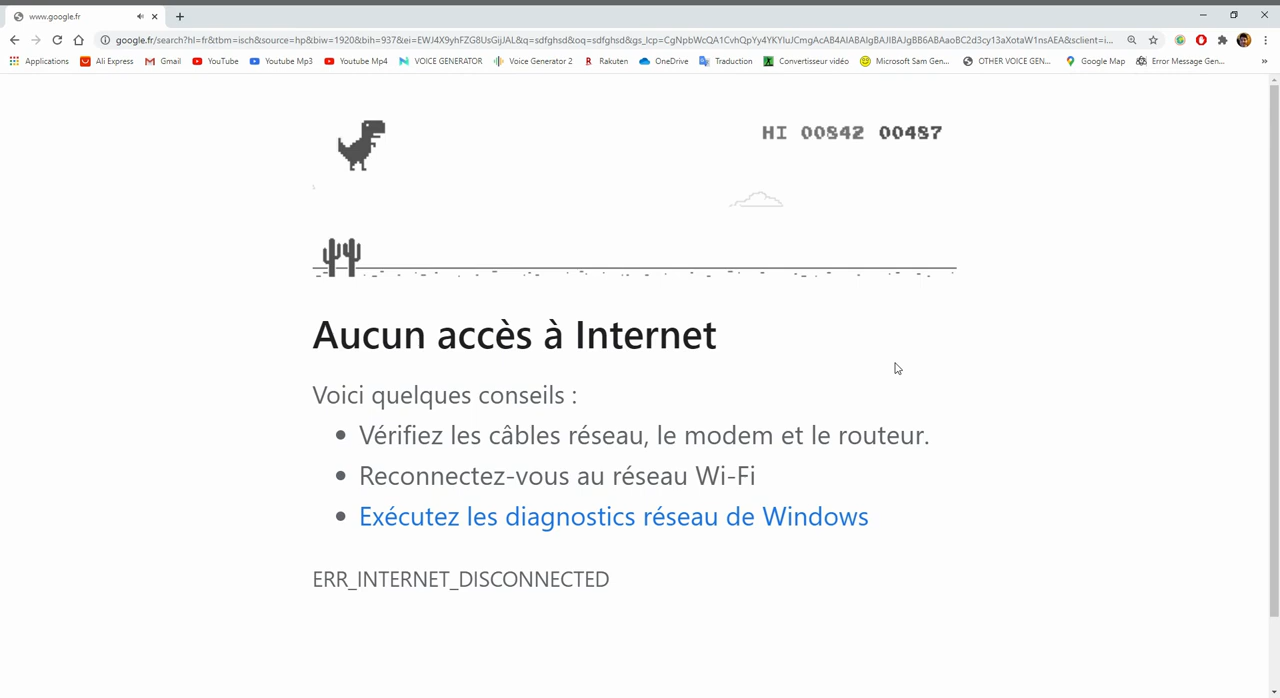 www.google.fr
google.fr/search?hl=fr&tbm=isch&source=hp&biw=1920&bih=937&ei=EWJ4X9yhFZG8UsGijJAL&q=sdfghsd&oq=sdfghsd&gs_lcp=CgNpbWcQA1CvhQpYy4YKYIuJCmgAcAB4AIABAIgBAJIBAJgBB6ABAaoBC2d3cy13aXotaW1nsAEA&sclient=i...
Applications Ali Express Gmail YouTube Youtube Mp3 Youtube Mp4 VOICE GENERATOR Voice Generator 2 Rakuten OneDrive Traduction Convertisseur vidéo Microsoft Sam Gen... OTHER VOICE GEN... Google Map Error Message Gen... »
HI 00842 00487
Aucun accès à Internet
Voici quelques conseils :
• Vérifiez les câbles réseau, le modem et le routeur.
• Reconnectez-vous au réseau Wi-Fi
• Exécutez les diagnostics réseau de Windows
ERR_INTERNET_DISCONNECTED